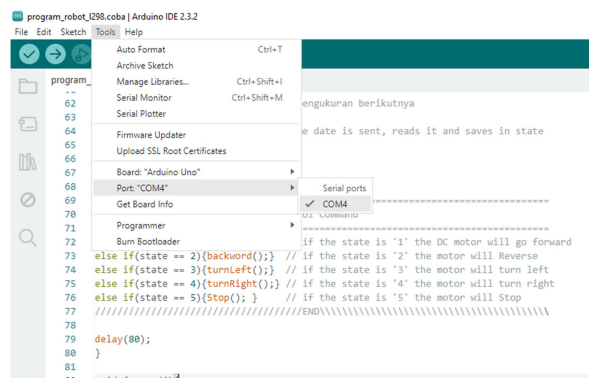 program_robot_l298.coba | Arduino IDE 2.3.2
File Edit Sketch Tools Help
program_
Auto Format Ctrl+T
Archive Sketch
Manage Libraries... Ctrl+Shift+I
Serial Monitor Ctrl+Shift+M
Serial Plotter
Firmware Updater
Upload SSL Root Certificates
Board: "Arduino Uno"
Port: "COM4"
Get Board Info
Programmer
Burn Bootloader
Serial ports
COM4
62 engukuran berikutnya
63
64 e date is sent, reads it and saves in state
65
66
67
68
69 ==========================================
70 ol Command
71 ==========================================
72 if the state is '1' the DC motor will go forward
73 else if(state == 2){backword();} // if the state is '2' the motor will Reverse
74 else if(state == 3){turnLeft();} // if the state is '3' the motor will turn left
75 else if(state == 4){turnRight();} // if the state is '4' the motor will turn right
76 else if(state == 5){Stop(); } // if the state is '5' the motor will Stop
77 ///////////////////////////////////END\\\\\\\\\\\\\\\\\\\\\\\\\\\\\\\\\\\\\\
78
79 delay(80);
80 }
81